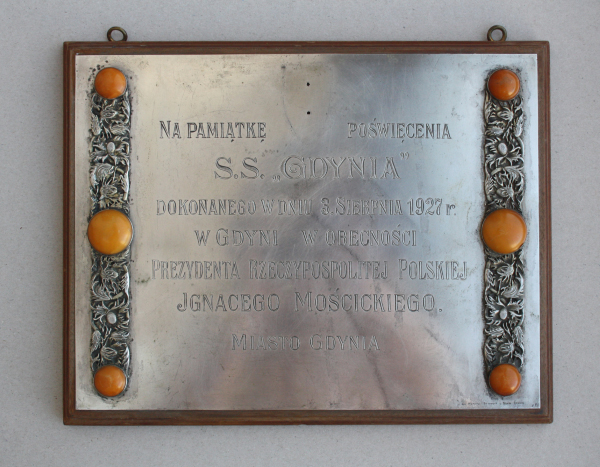 NA PAMIĄTKĘ POŚWIĘCENIA
S.S. „GDYNIA”
DOKONANEGO W DNIU 3. SIERPNIA 1927 r.
W GDYNI W OBECNOŚCI
PREZYDENTA RZECZYPOSPOLITEJ POLSKIEJ
JGNACEGO MOŚCICKIEGO.
MIASTO GDYNIA